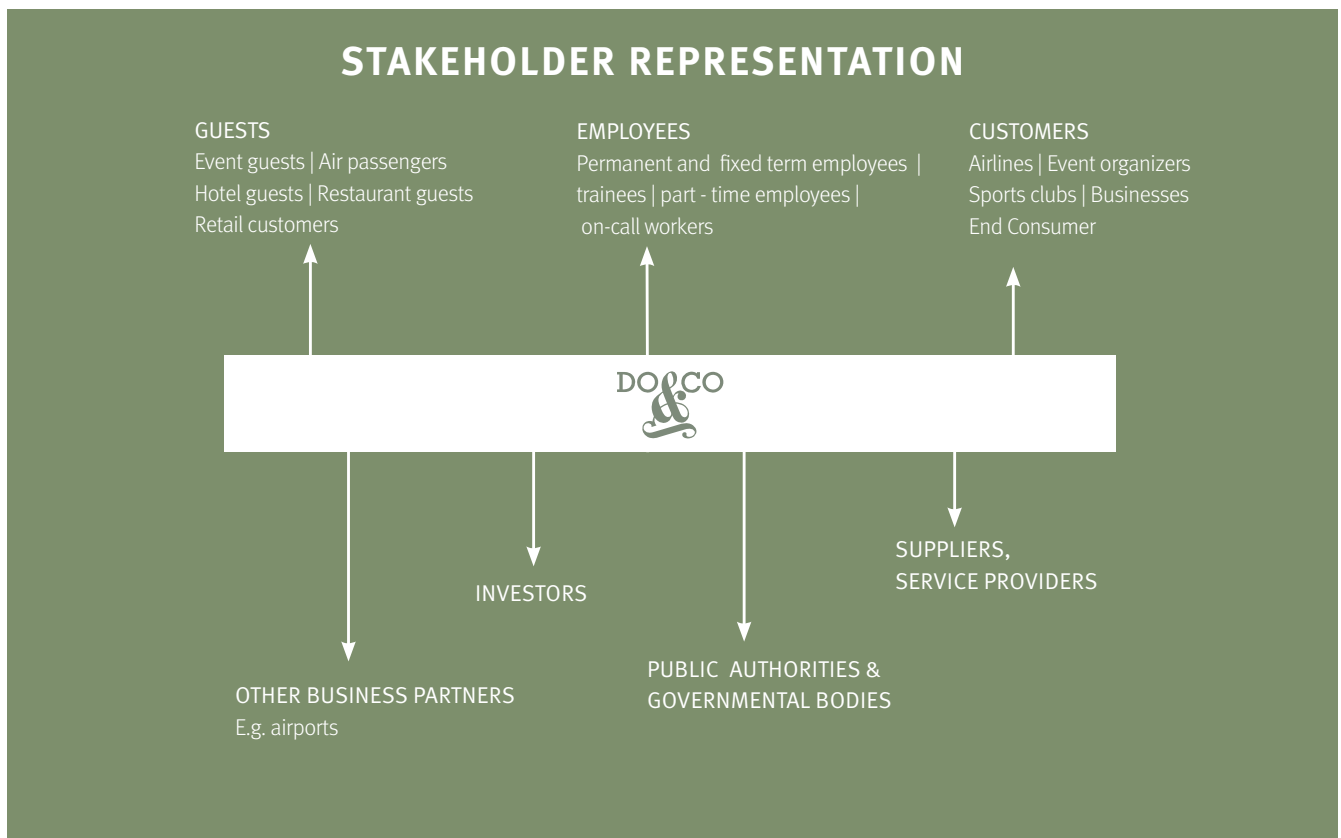 STAKEHOLDER REPRESENTATION
GUESTS
Event guests | Air passengers
Hotel guests | Restaurant guests
Retail customers
EMPLOYEES
Permanent and fixed term employees |
trainees | part - time employees |
on-call workers
CUSTOMERS
Airlines | Event organizers
Sports clubs | Businesses
End Consumer
DO & CO
SUPPLIERS,
SERVICE PROVIDERS
INVESTORS
PUBLIC AUTHORITIES &
GOVERNMENTAL BODIES
OTHER BUSINESS PARTNERS
E.g. airports